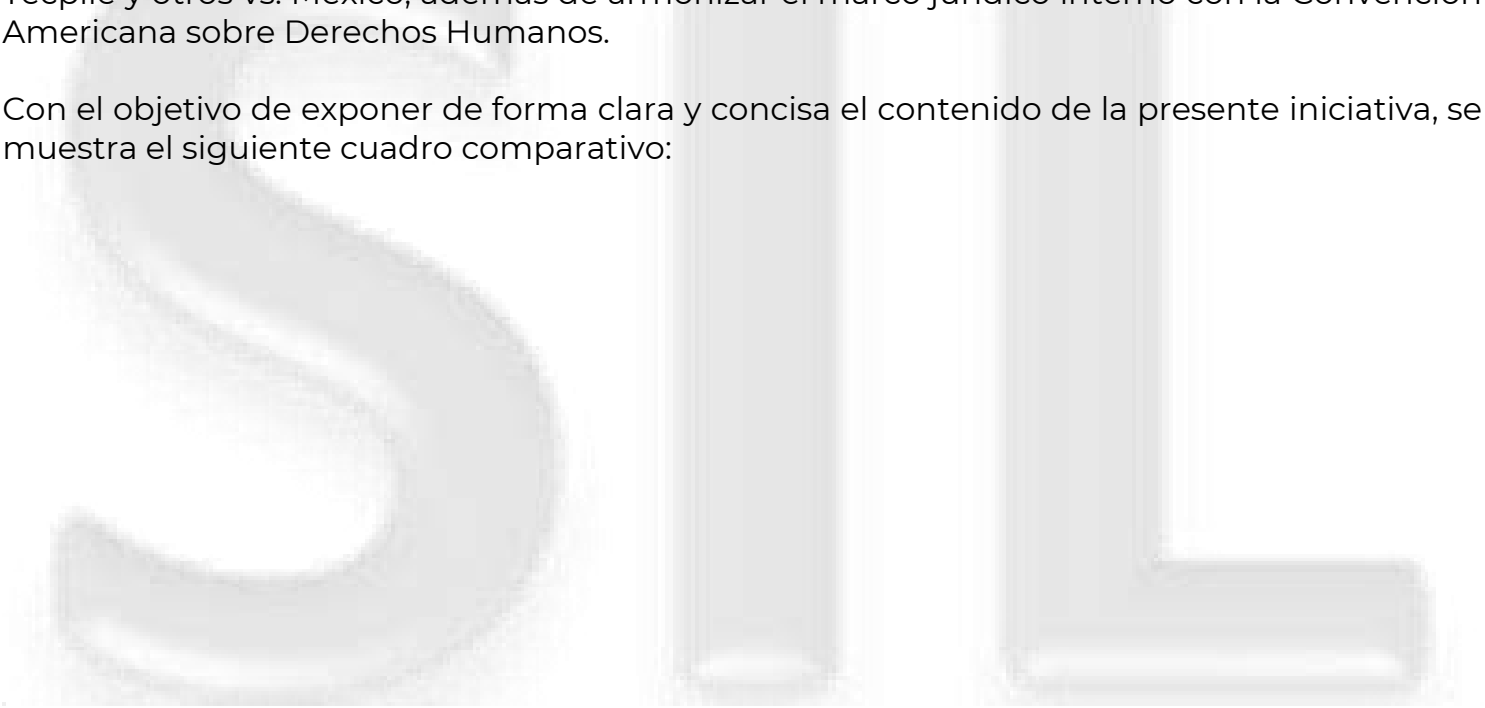 Tecpile y otros vs. México, además de armonizar el marco jurídico interno con la Convención
Americana sobre Derechos Humanos.
Con el objetivo de exponer de forma clara y concisa el contenido de la presente iniciativa, se
muestra el siguiente cuadro comparativo:
SIL